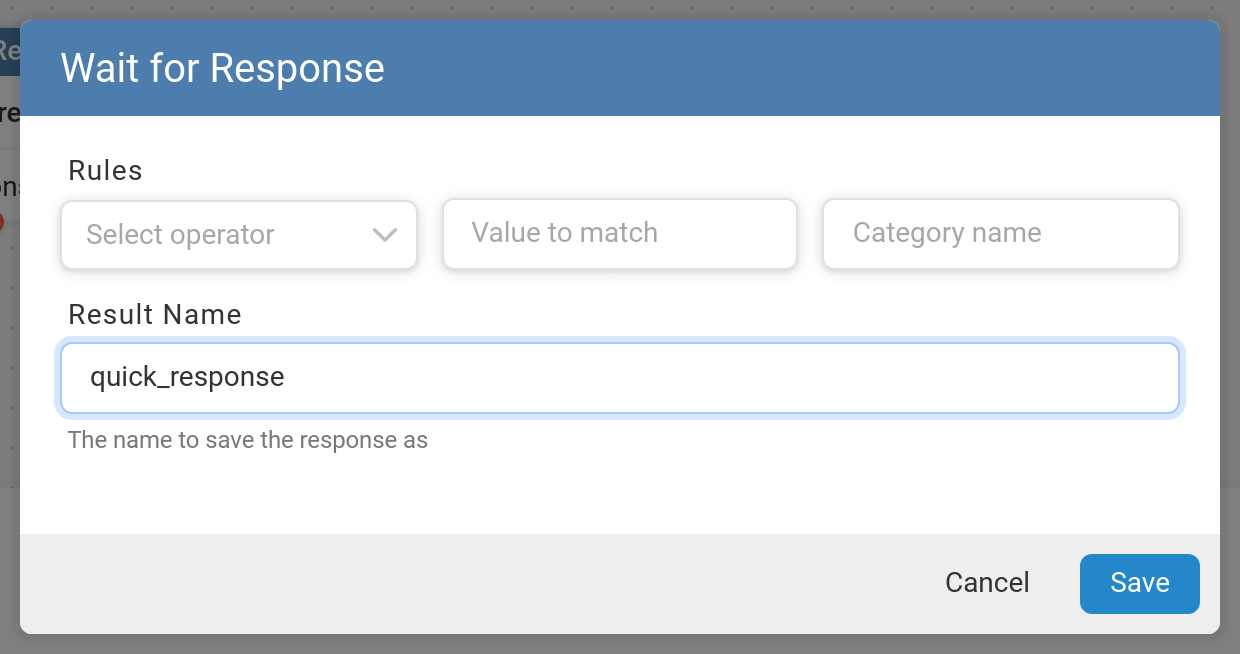 Wait for Response
Rules
Select operator
Value to match
Category name
Result Name
quick_response
The name to save the response as
Cancel
Save